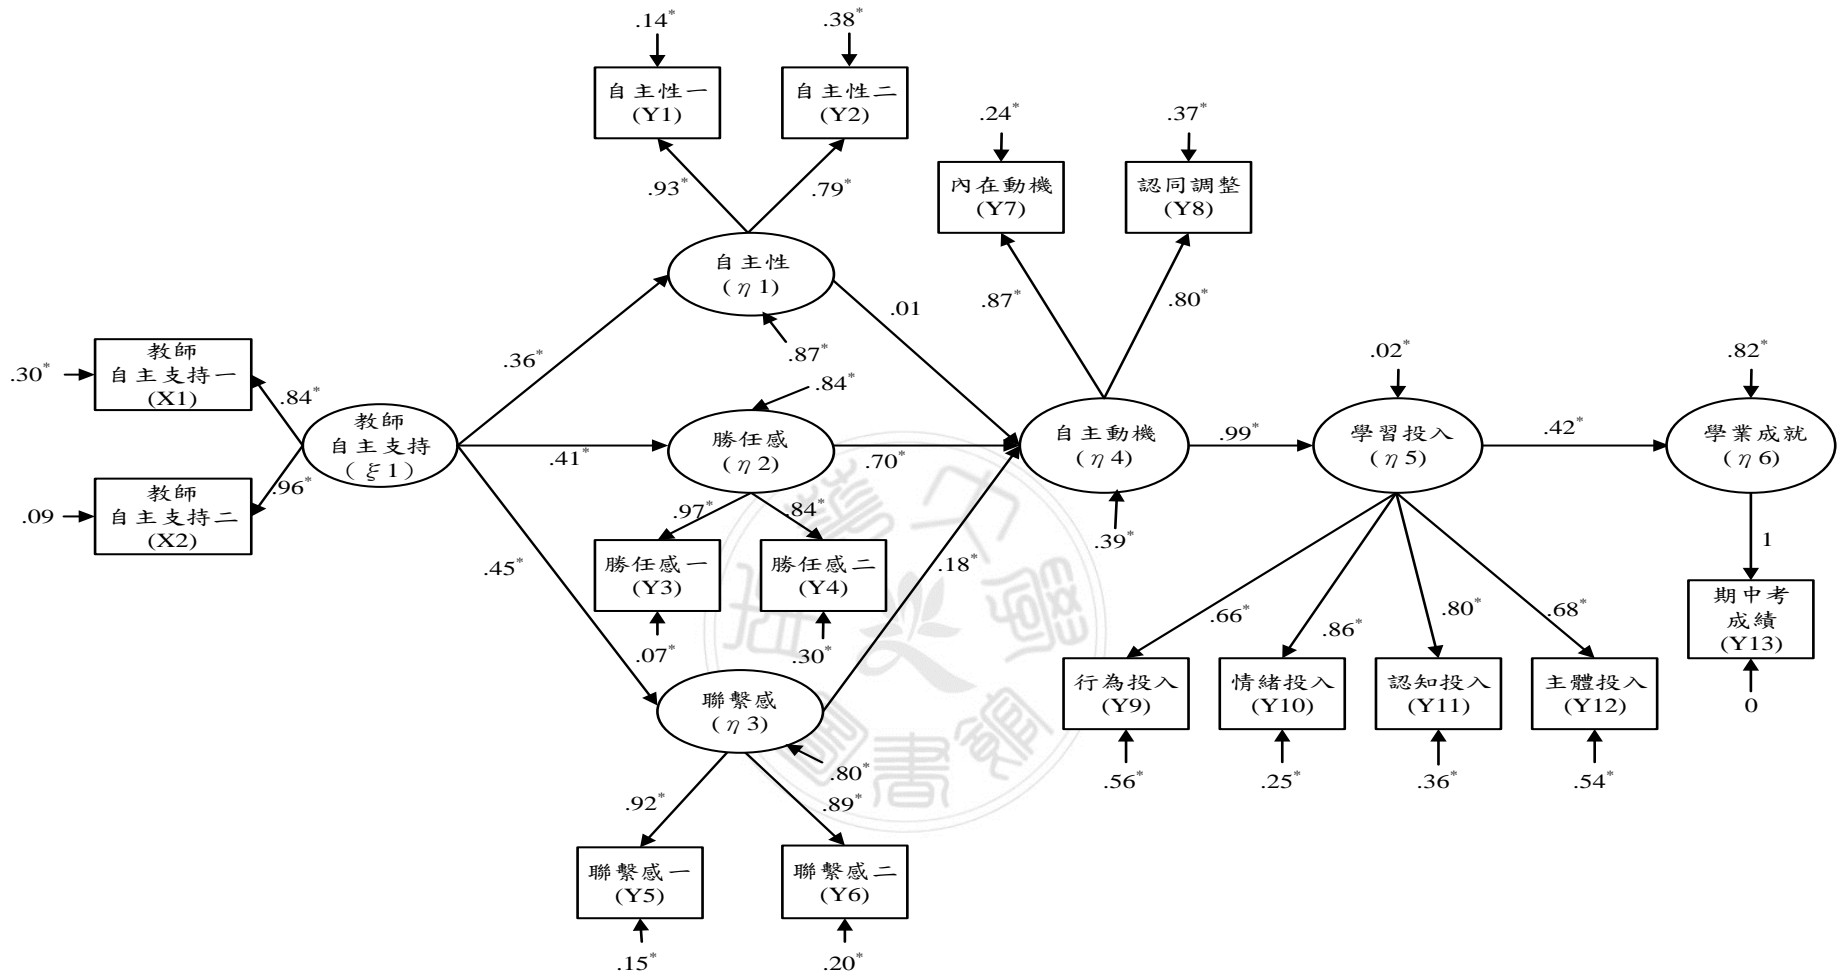 .14*
.38*
自主性一
(Y1)
自主性二
(Y2)
.24*
.37*
.93*
.79*
內在動機
(Y7)
認同調整
(Y8)
自主性
(η1)
.87*
.80*
.01
.36*
.87*
.02*
.82*
.30*
教師
自主支持一
(X1)
.84*
.84*
教師
自主支持
(ξ1)
.41*
勝任感
(η2)
.70*
自主動機
(η4)
.99*
學習投入
(η5)
.42*
學業成就
(η6)
.96*
.09
教師
自主支持二
(X2)
.97*
.84*
.39*
.45*
勝任感一
(Y3)
勝任感二
(Y4)
.18*
1
.07*
.30*
.66*
.86*
.80*
.68*
期中考
成績
(Y13)
0
聯繫感
(η3)
行為投入
(Y9)
情緒投入
(Y10)
認知投入
(Y11)
主體投入
(Y12)
.80*
.56*
.25*
.36*
.54*
.92*
.89*
聯繫感一
(Y5)
聯繫感二
(Y6)
.15*
.20*